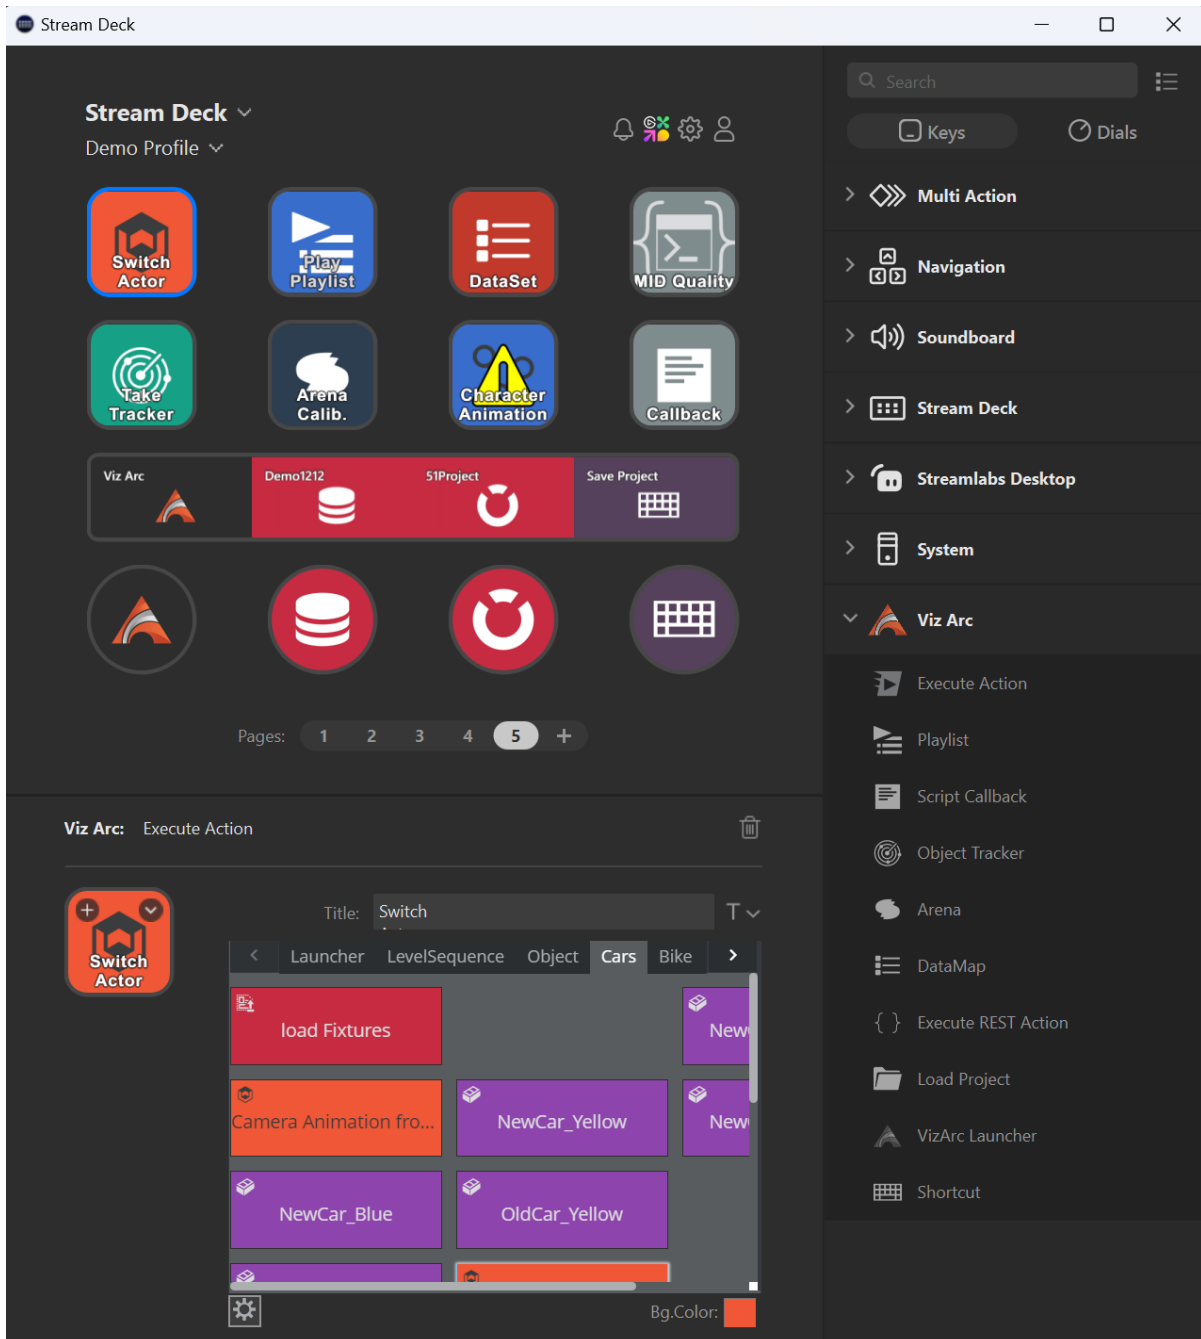 Stream Deck
Stream Deck
Demo Profile
Switch
Actor
Play
Playlist
DataSet
MID Quality
Take
Tracker
Arena
Calib.
Character
Animation
Callback
Viz Arc
Demo1212
51Project
Save Project
Pages: 1 2 3 4 5 +
Viz Arc: Execute Action
Switch
Actor
Title: Switch
T
Launcher LevelSequence Object Cars Bike
load Fixtures
Camera Animation fro...
NewCar_Yellow
NewCar_Blue
OldCar_Yellow
Bg.Color:
Search
Keys
Dials
Multi Action
Navigation
Soundboard
Stream Deck
Streamlabs Desktop
System
Viz Arc
Execute Action
Playlist
Script Callback
Object Tracker
Arena
DataMap
Execute REST Action
Load Project
VizArc Launcher
Shortcut